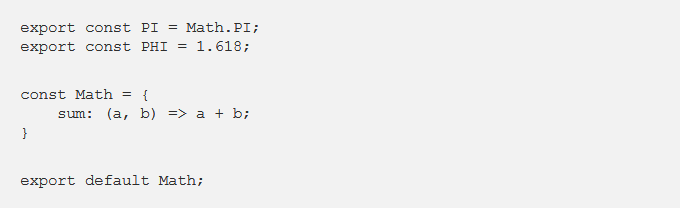 export const PI = Math.PI;
export const PHI = 1.618;
const Math = {
    sum: (a, b) => a + b;
}
export default Math;